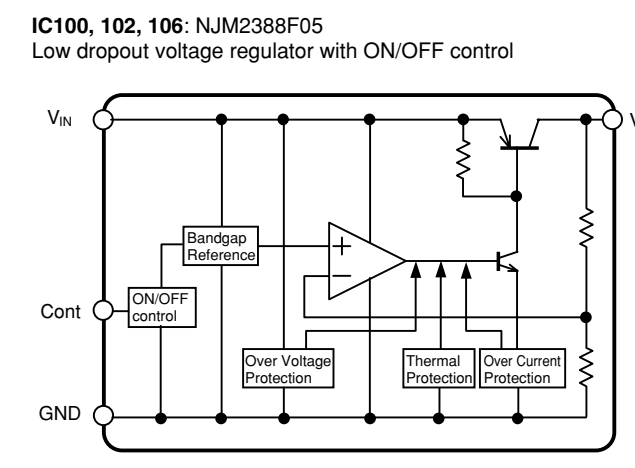 IC100, 102, 106: NJM2388F05
Low dropout voltage regulator with ON/OFF control
VIN
V
Bandgap
Reference
+
−
ON/OFF
control
Cont
Over Voltage
Protection
Thermal
Protection
Over Current
Protection
GND